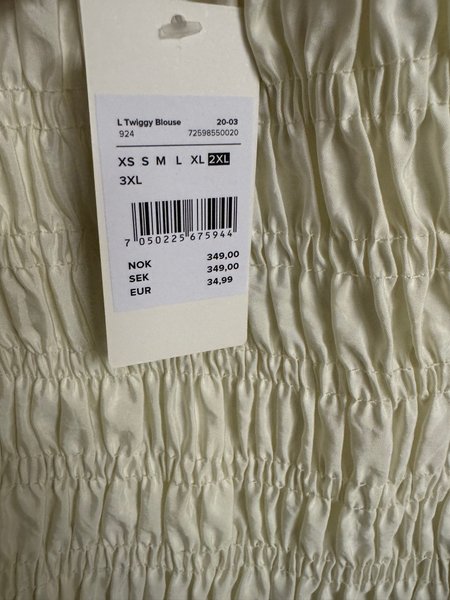 L Twiggy Blouse 20-03
924 72598550020
XS S M L XL 2XL
3XL
7 050225 675944
NOK 349,00
SEK 349,00
EUR 34,99